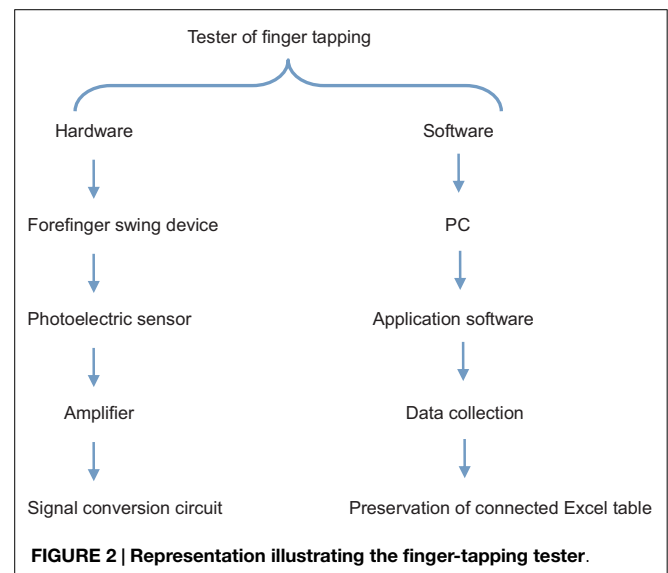 Tester of finger tapping
Hardware
Software
Forefinger swing device
PC
Photoelectric sensor
Application software
Amplifier
Data collection
Signal conversion circuit
Preservation of connected Excel table
FIGURE 2 | Representation illustrating the finger-tapping tester.